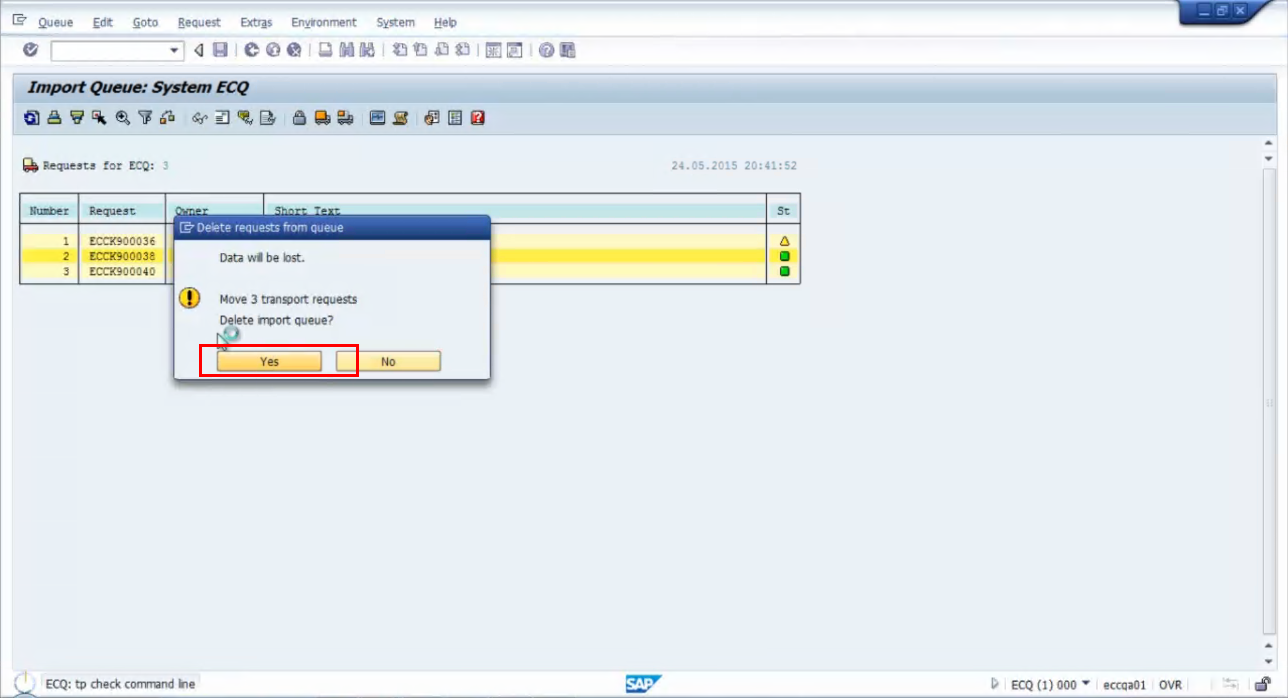 Queue Edit Goto Request Extras Environment System Help
Import Queue: System ECQ
Requests for ECQ: 3 24.05.2015 20:41:52
Number Request Owner Short Text St
1 ECCK900036
2 ECCK900038
3 ECCK900040
Delete requests from queue
Data will be lost.
Move 3 transport requests
Delete import queue?
Yes No
ECQ: tp check command line SAP ECQ (1) 000 eccqa01 OVR